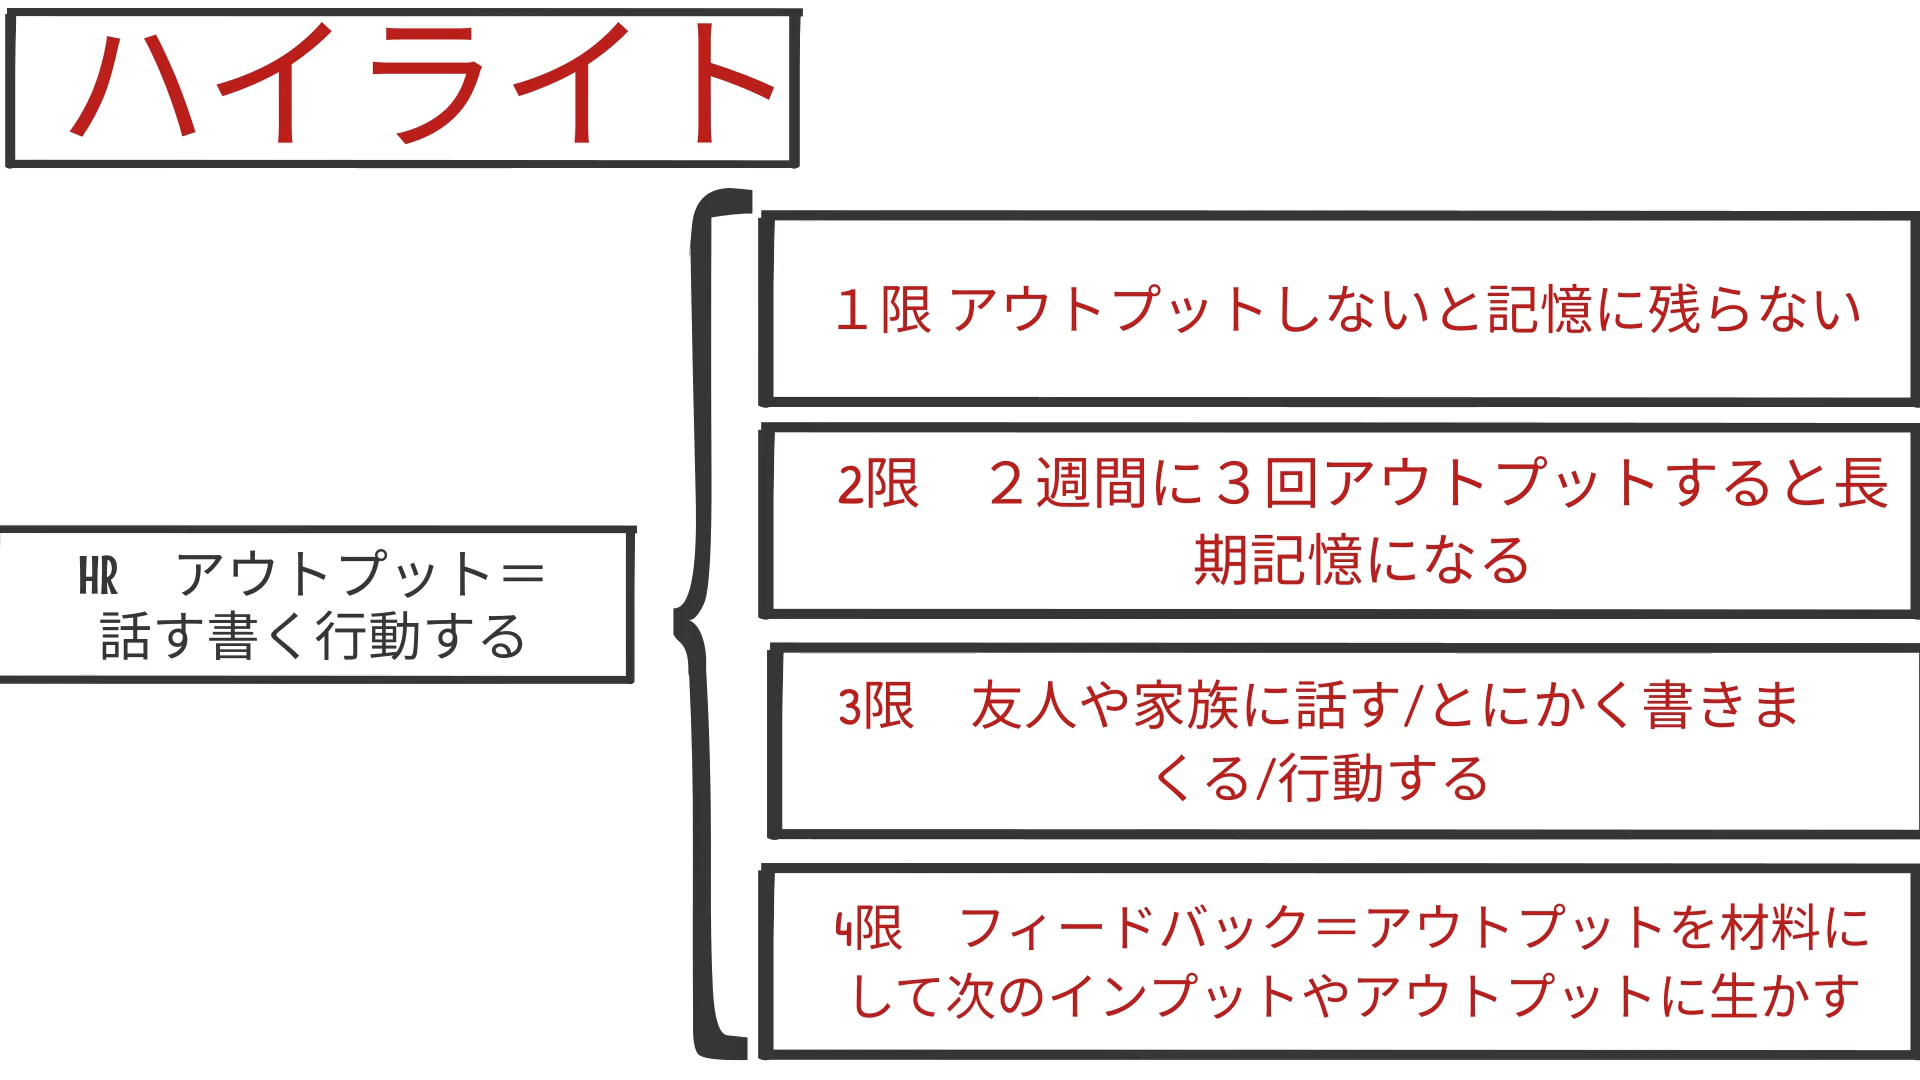 ハイライト
HR　アウトプット＝
話す書く行動する
１限 アウトプットしないと記憶に残らない
2限　２週間に３回アウトプットすると長
期記憶になる
3限　友人や家族に話す/とにかく書きま
くる/行動する
4限　フィードバック＝アウトプットを材料に
して次のインプットやアウトプットに生かす